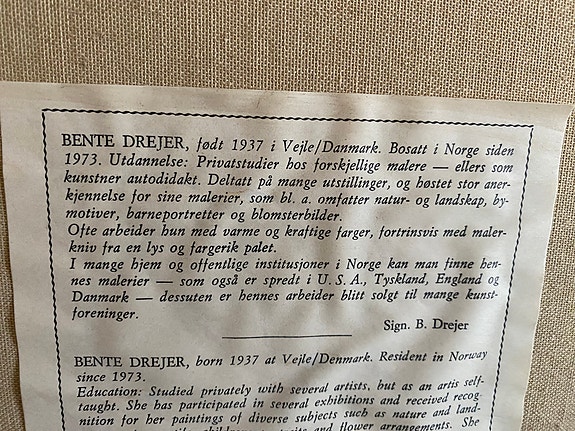 BENTE DREJER, født 1937 i Vejle/Danmark. Bosatt i Norge siden
1973. Utdannelse: Privatstudier hos forskjellige malere — ellers som
kunstner autodidakt. Deltatt på mange utstillinger, og høstet stor aner-
kjennelse for sine malerier, som bl. a. omfatter natur- og landskap, by-
motiver, barneportretter og blomsterbilder.
Ofte arbeider hun med varme og kraftige farger, fortrinsvis med maler-
kniv fra en lys og fargerik palet.
I mange hjem og offentlige institusjoner i Norge kan man finne hen-
nes malerier — som også er spredt i U.S.A., Tyskland, England og
Danmark — dessuten er hennes arbeider blitt solgt til mange kunst-
foreninger.
Sign. B. Drejer
BENTE DREJER, born 1937 at Vejle/Denmark. Resident in Norway
since 1973.
Education: Studied privately with several artists, but as an artis self-
taught. She has participated in several exhibitions and received recog-
nition for her paintings of diverse subjects such as nature and land-
and flower arrangements. She